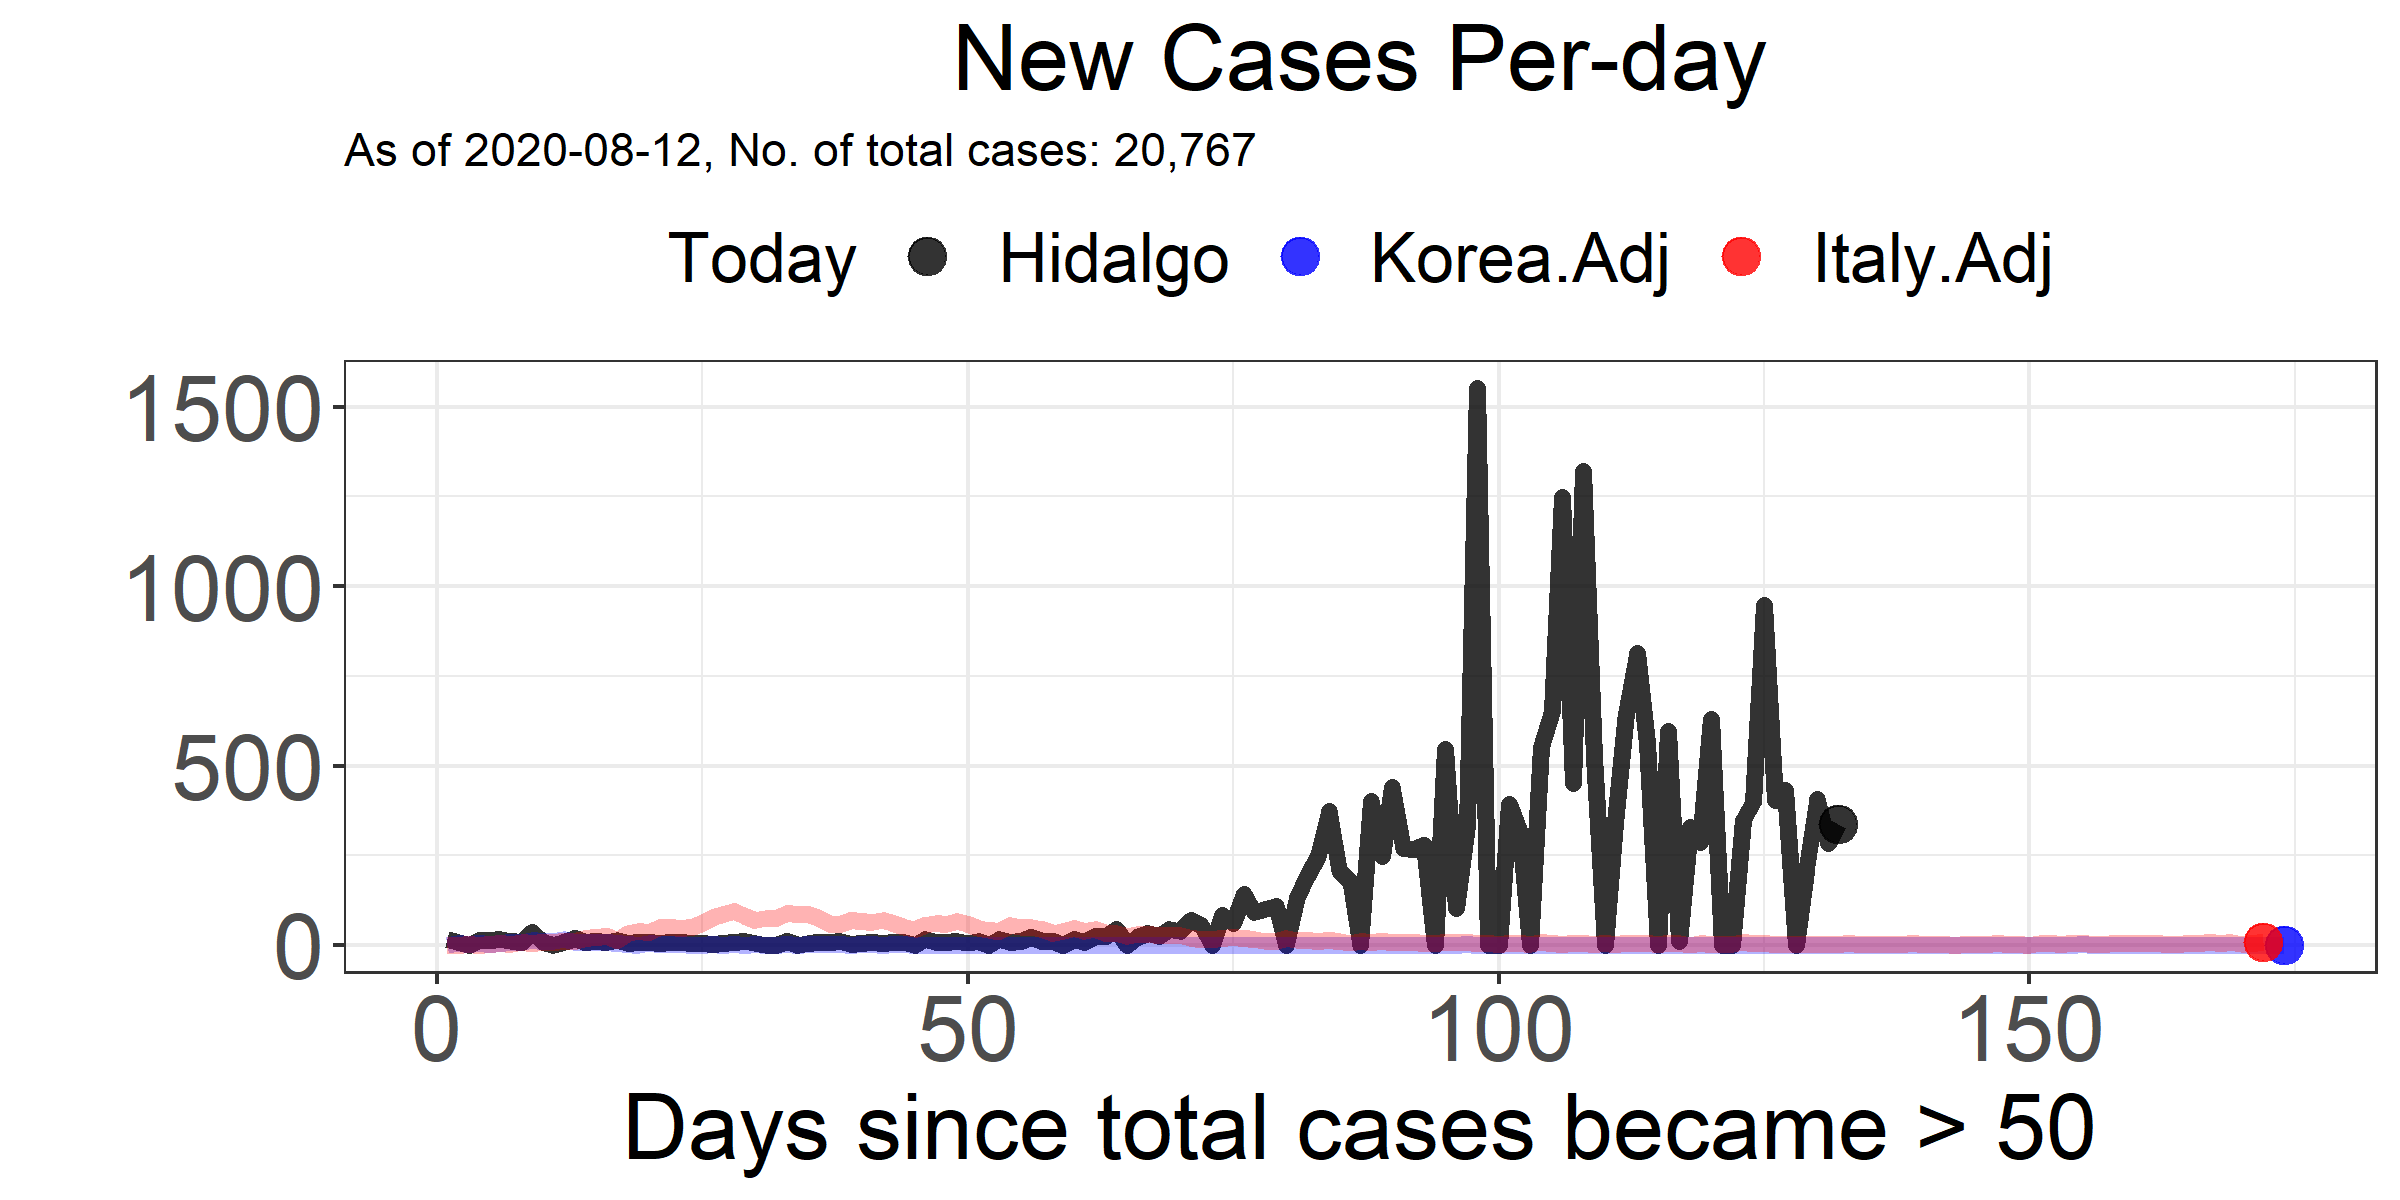 New Cases Per-day
As of 2020-08-12, No. of total cases: 20,767
Today Hidalgo Korea.Adj Italy.Adj
1500
1000
500
0
0 50 100 150
Days since total cases became > 50